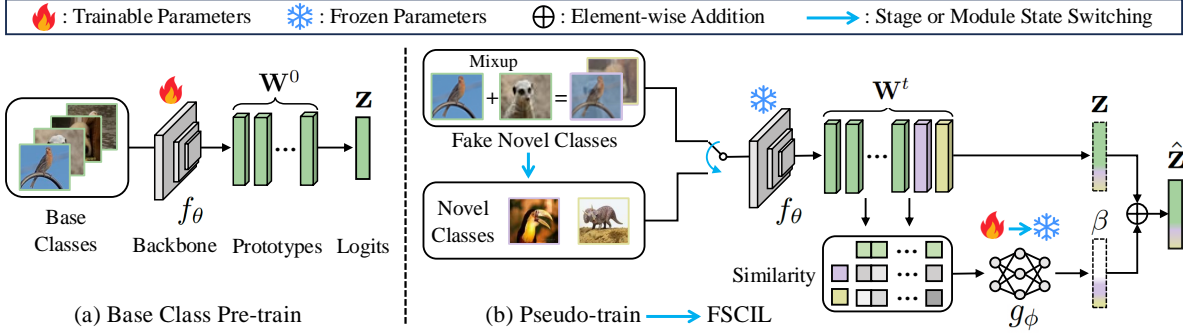 : Trainable Parameters : Frozen Parameters ⊕ : Element-wise Addition : Stage or Module State Switching
Base Classes
f_θ
Backbone
W^0
Prototypes
z
Logits
(a) Base Class Pre-train
Mixup
+ =
Fake Novel Classes
Novel Classes
f_θ
W^t
Similarity
g_ϕ
z
β
ẑ
(b) Pseudo-train FSCIL